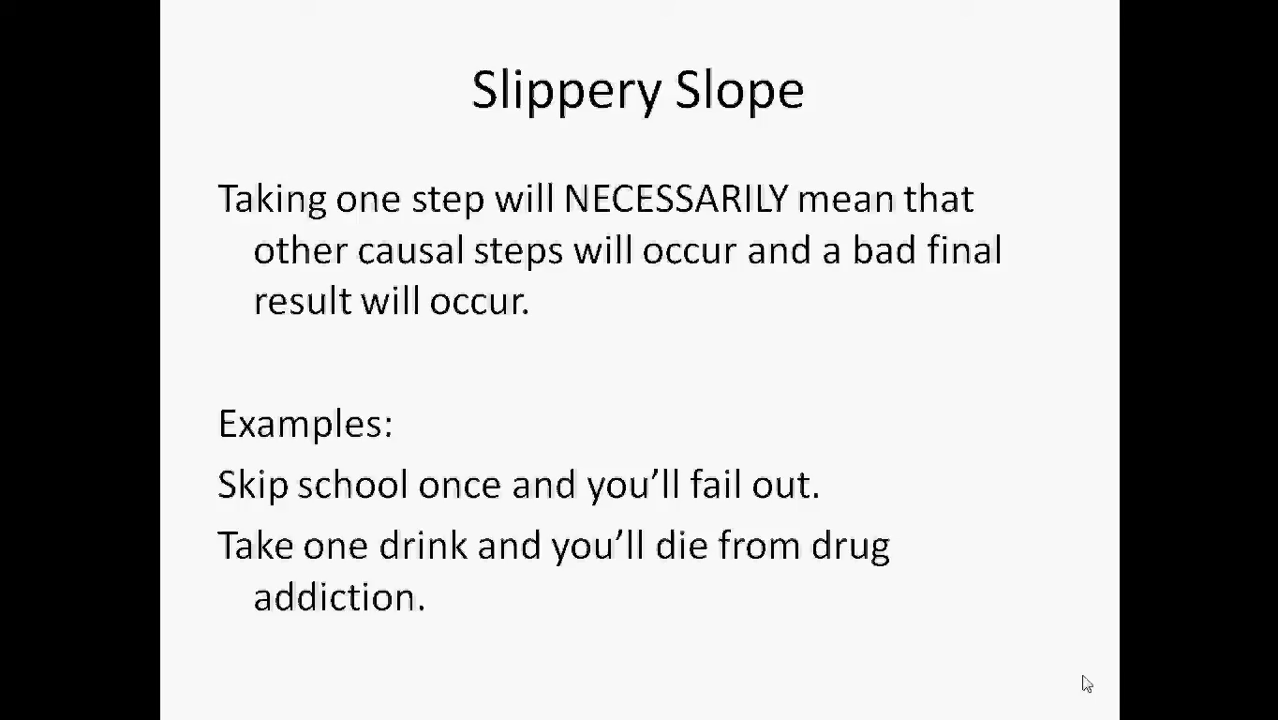 Slippery Slope
Taking one step will NECESSARILY mean that
other causal steps will occur and a bad final
result will occur.
Examples:
Skip school once and you’ll fail out.
Take one drink and you’ll die from drug
addiction.